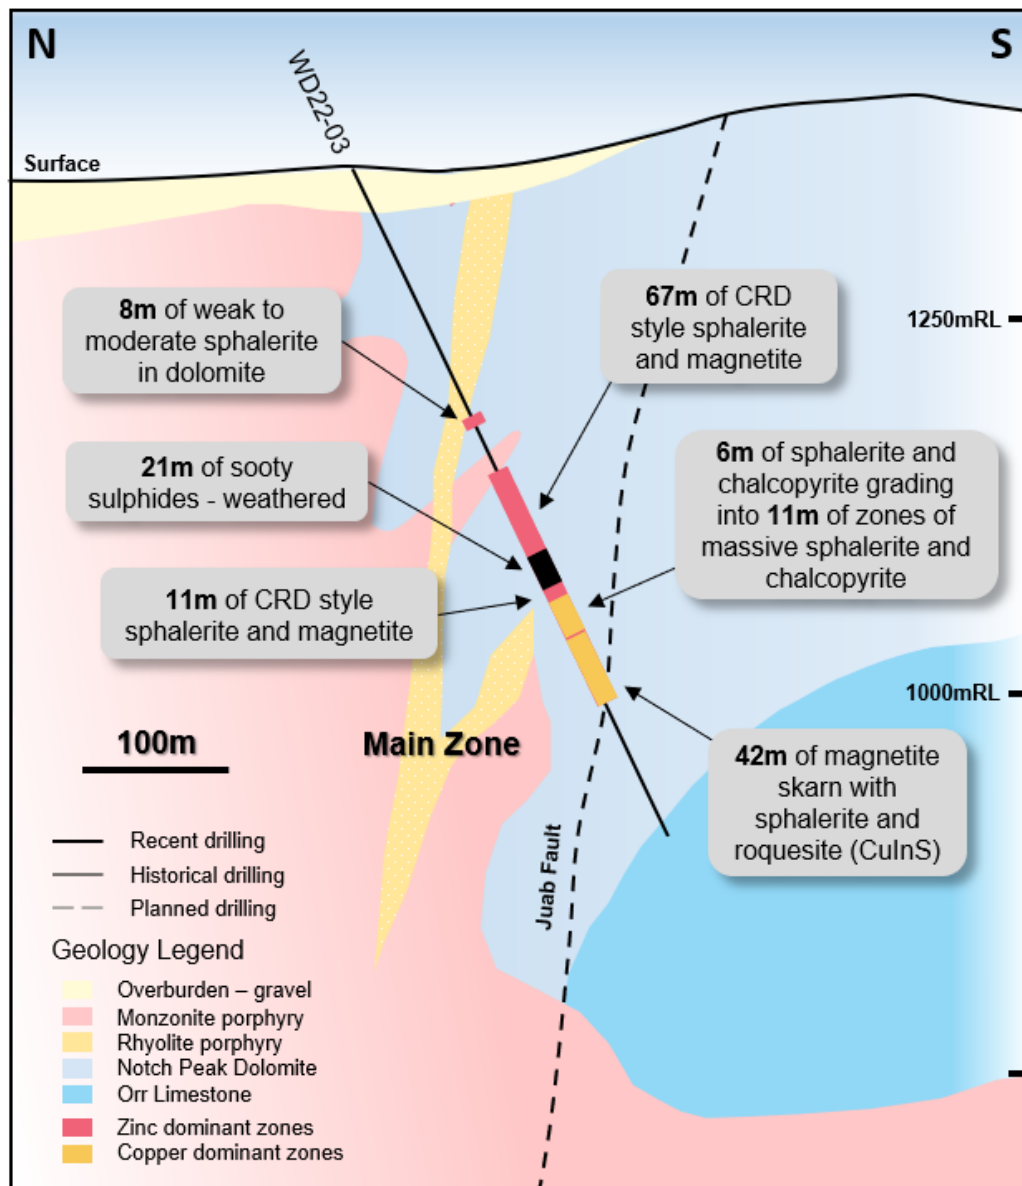 N
S
WD22-03
Surface
8m of weak to
moderate sphalerite
in dolomite
67m of CRD
style sphalerite
and magnetite
1250mRL
21m of sooty
sulphides - weathered
6m of sphalerite and
chalcopyrite grading
into 11m of zones of
massive sphalerite and
chalcopyrite
11m of CRD style
sphalerite and magnetite
1000mRL
100m
Main Zone
42m of magnetite
skarn with
sphalerite and
roquesite (CuInS)
Juab Fault
Recent drilling
Historical drilling
Planned drilling
Geology Legend
Overburden – gravel
Monzonite porphyry
Rhyolite porphyry
Notch Peak Dolomite
Orr Limestone
Zinc dominant zones
Copper dominant zones